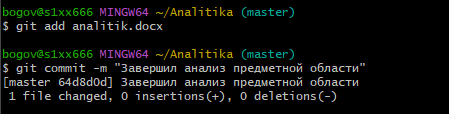 bogov@s1xx666 MINGW64 ~/Analitika (master)
$ git add analitik.docx
bogov@s1xx666 MINGW64 ~/Analitika (master)
$ git commit -m "Завершил анализ предметной области"
[master 64d8d0d] Завершил анализ предметной области
1 file changed, 0 insertions(+), 0 deletions(-)